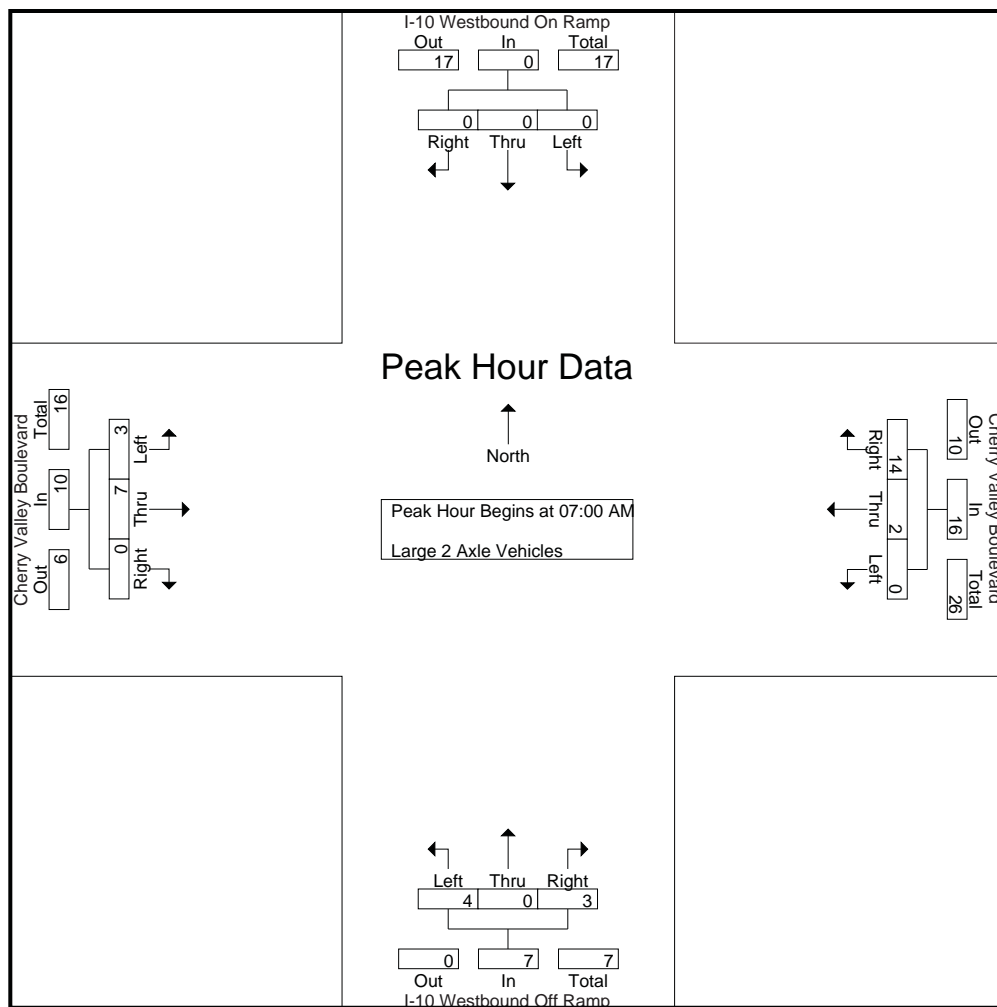 I-10 Westbound On Ramp
Out In Total
17 0 17
0 0 0
Right Thru Left
Peak Hour Data
North
Peak Hour Begins at 07:00 AM
Large 2 Axle Vehicles
Cherry Valley Boulevard
Out In Total
6 10 16
0 7 3
Right Thru Left
Cherry Valley Boulevard
Out In Total
10 16 26
14 2 0
Right Thru Left
Left Thru Right
4 0 3
0 7 7
Out In Total
I-10 Westbound Off Ramp